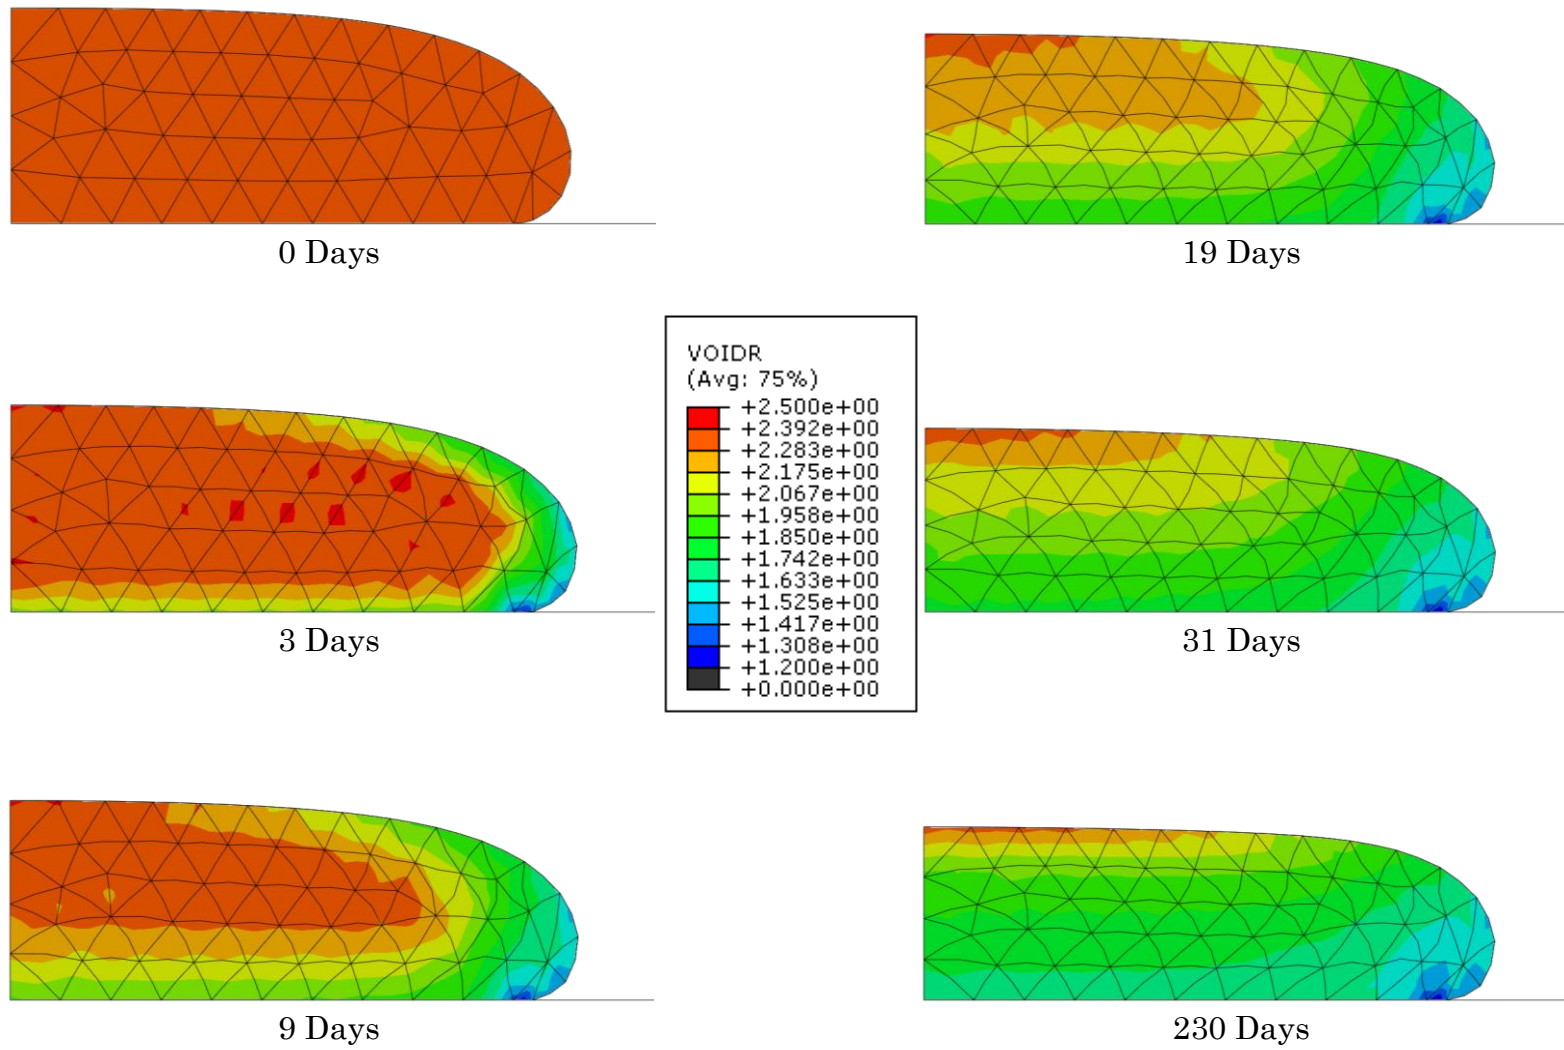 0 Days
19 Days
VOIDR
(Avg: 75%)
+2.500e+00
+2.392e+00
+2.283e+00
+2.175e+00
+2.067e+00
+1.958e+00
+1.850e+00
+1.742e+00
+1.633e+00
+1.525e+00
+1.417e+00
+1.308e+00
+1.200e+00
+0.000e+00
3 Days
31 Days
9 Days
230 Days